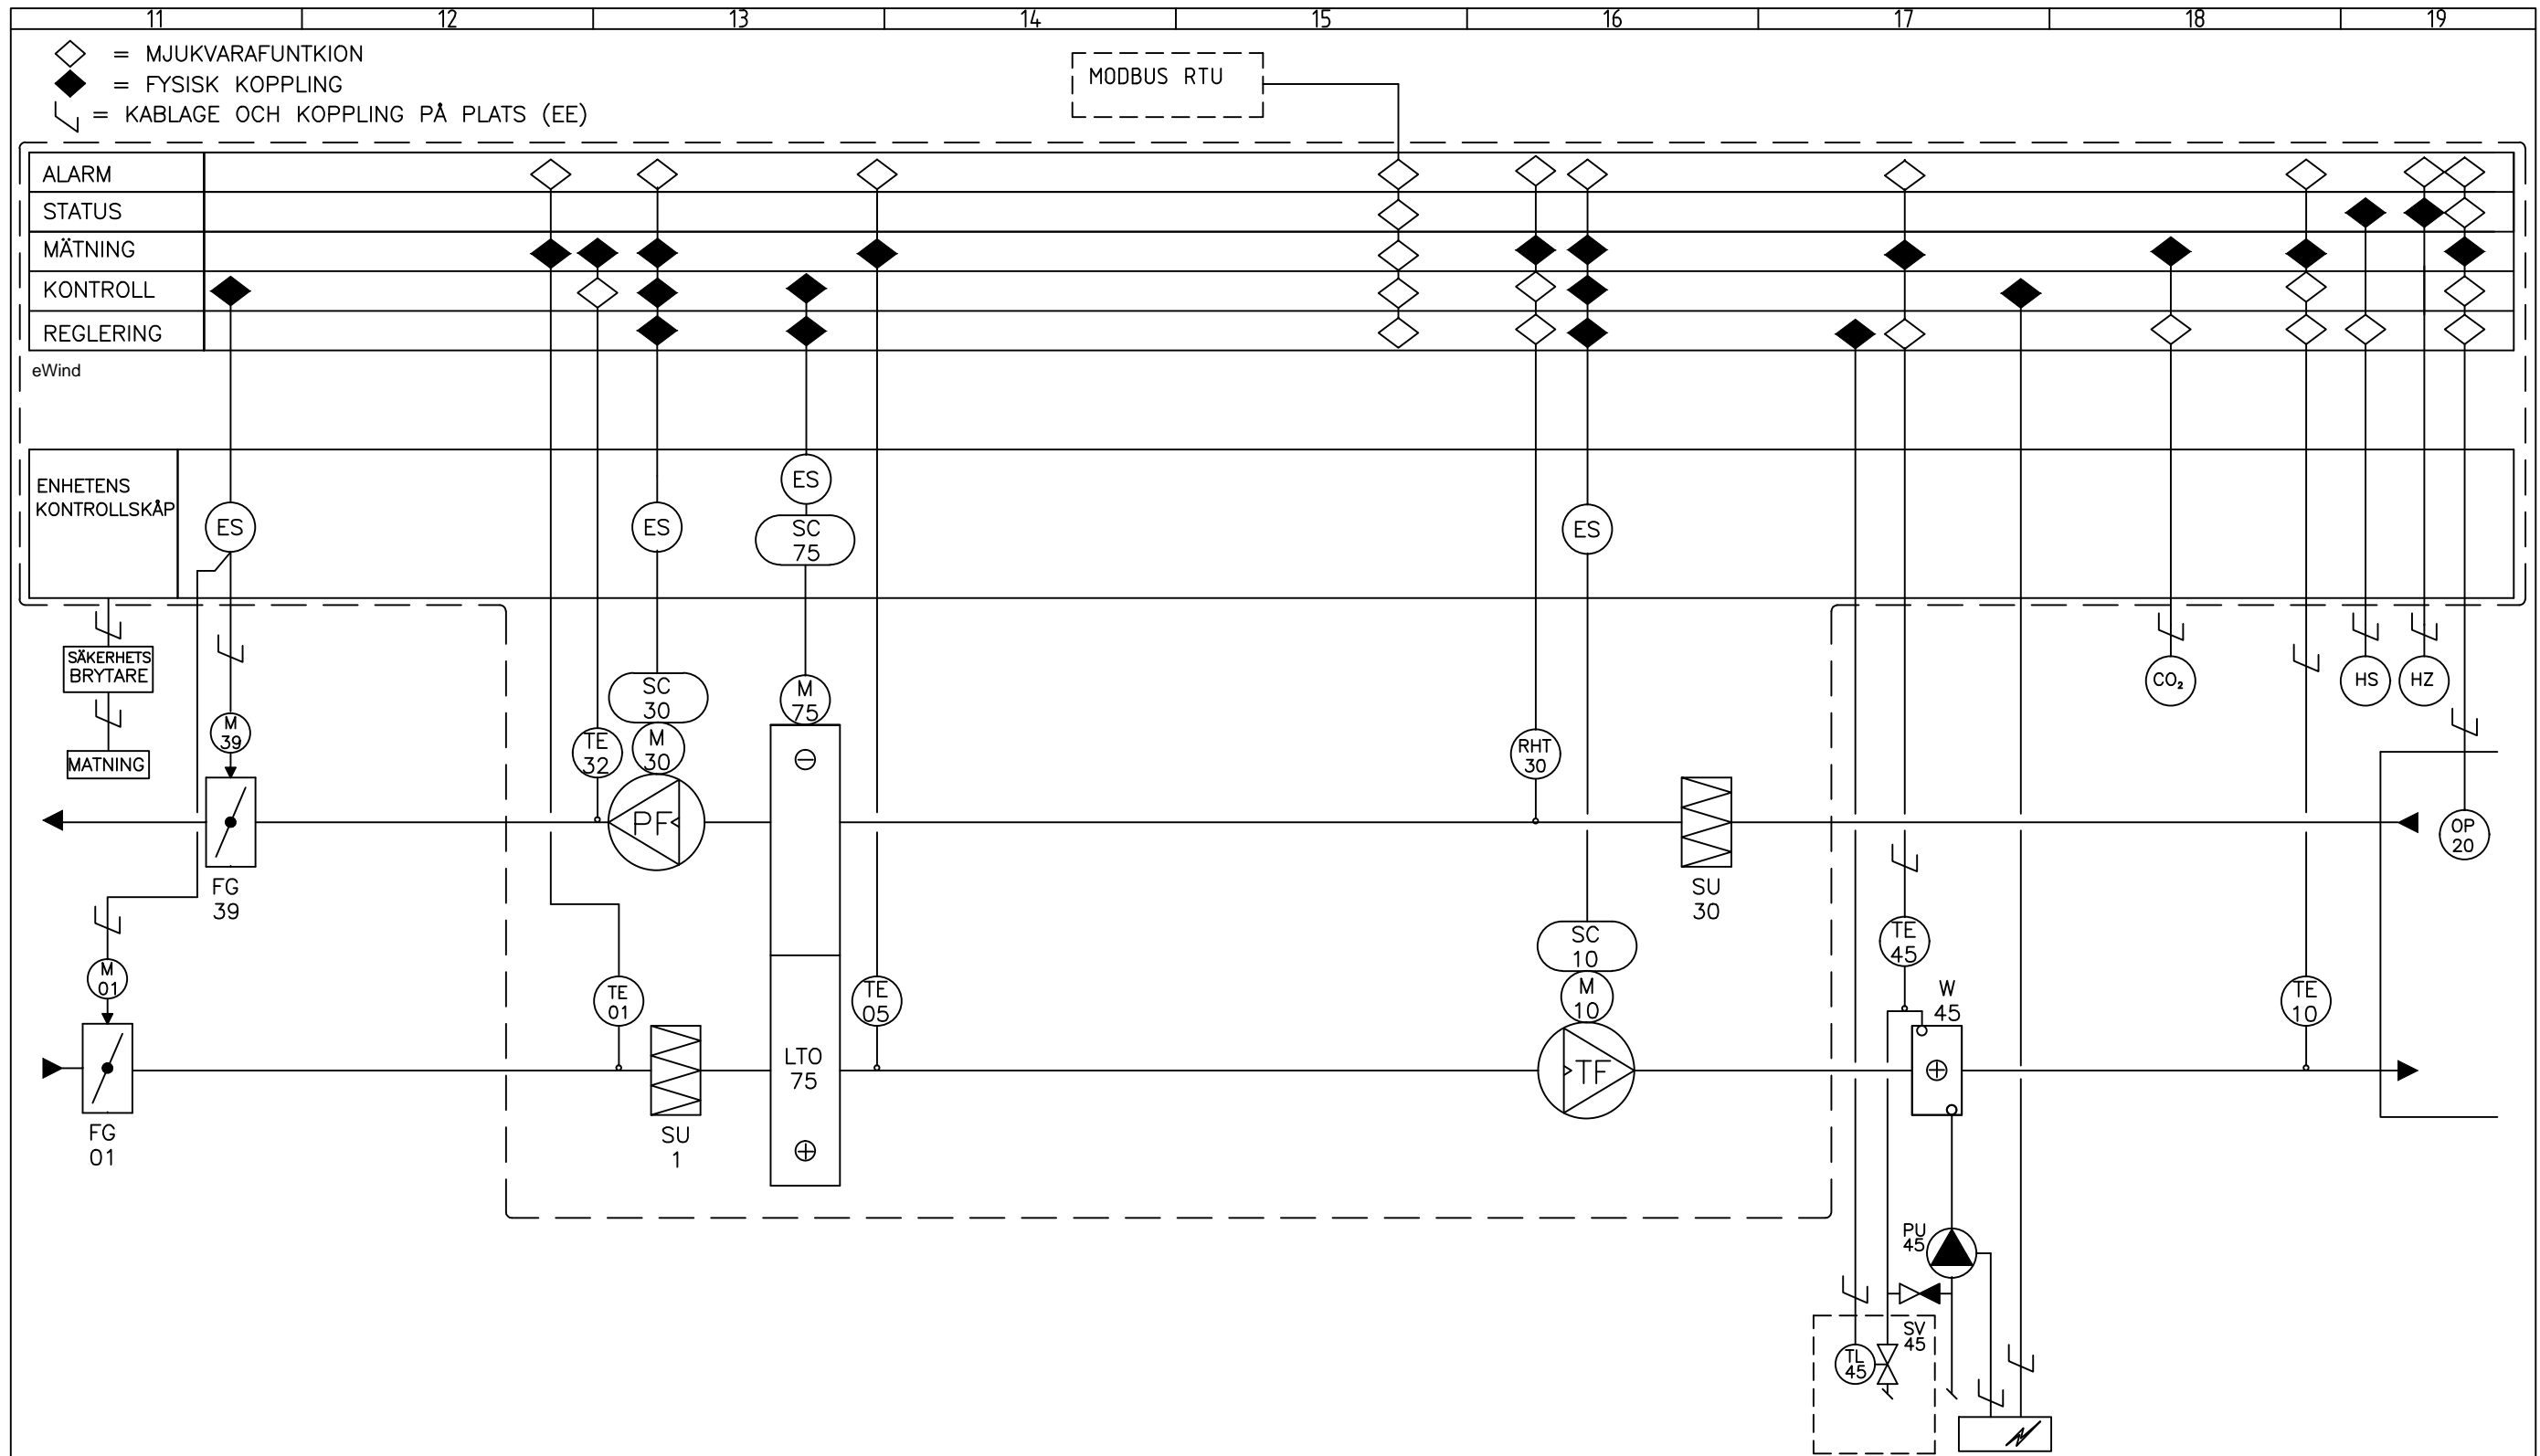 11 12 13 14 15 16 17 18 19
= MJUKVARAFUNTKION
= FYSISK KOPPLING
= KABLAGE OCH KOPPLING PÅ PLATS (EE)
MODBUS RTU
ALARM
STATUS
MÄTNING
KONTROLL
REGLERING
eWind
ENHETENS
KONTROLLSKÅP
ES
ES
ES
SC
75
ES
SÄKERHETS
BRYTARE
MATNING
M
39
TE
32
SC
30
M
30
M
75
RHT
30
CO₂
HS
HZ
PF
OP
20
FG
39
SU
30
SC
10
M
10
TE
45
M
01
TE
01
TE
05
W
45
TE
10
LTO
75
TF
FG
01
SU
1
PU
45
SV
45
TL
45